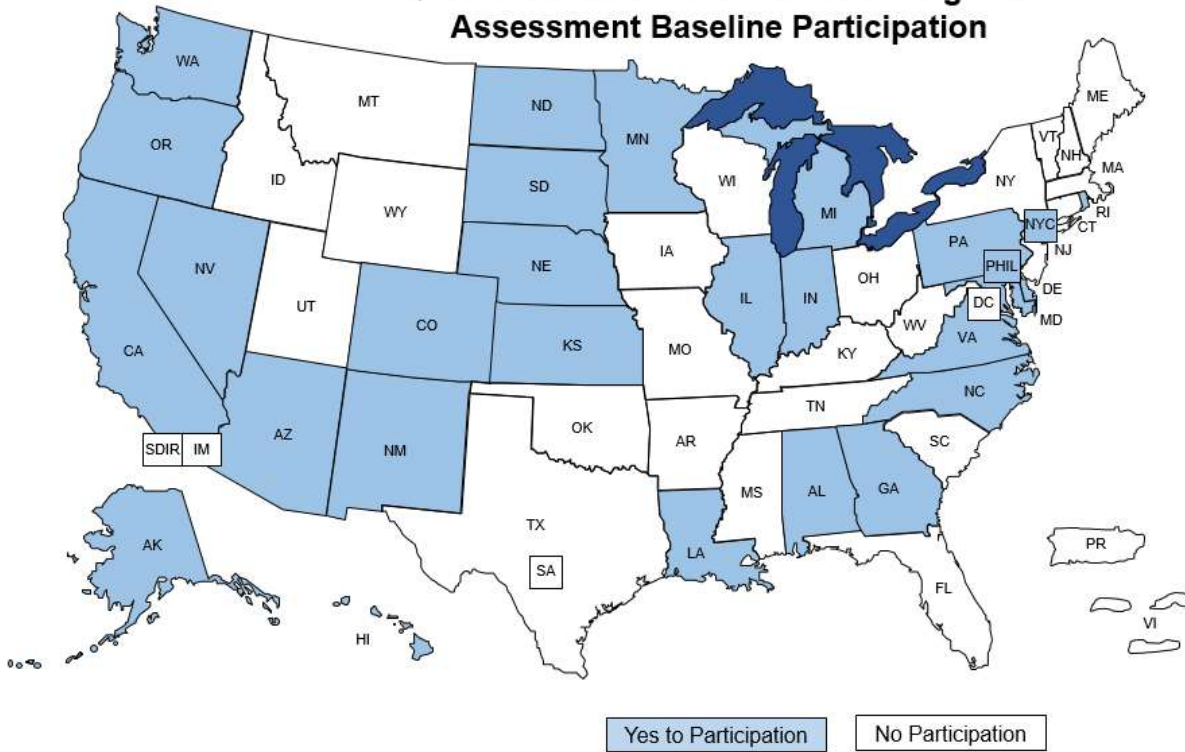 Assessment Baseline Participation
WA
MT
ND
MN
ME
OR
ID
SD
WI
MI
VT
NH
NY
MA
WY
RI
CT
NYC
NV
UT
NE
IA
PA
NJ
PHIL
CA
CO
KS
IL
IN
OH
DE
DC
MD
WV
VA
MO
KY
NC
TN
SDIR
IM
AZ
NM
OK
AR
SC
MS
AL
GA
AK
TX
SA
LA
FL
PR
HI
VI
Yes to Participation
No Participation